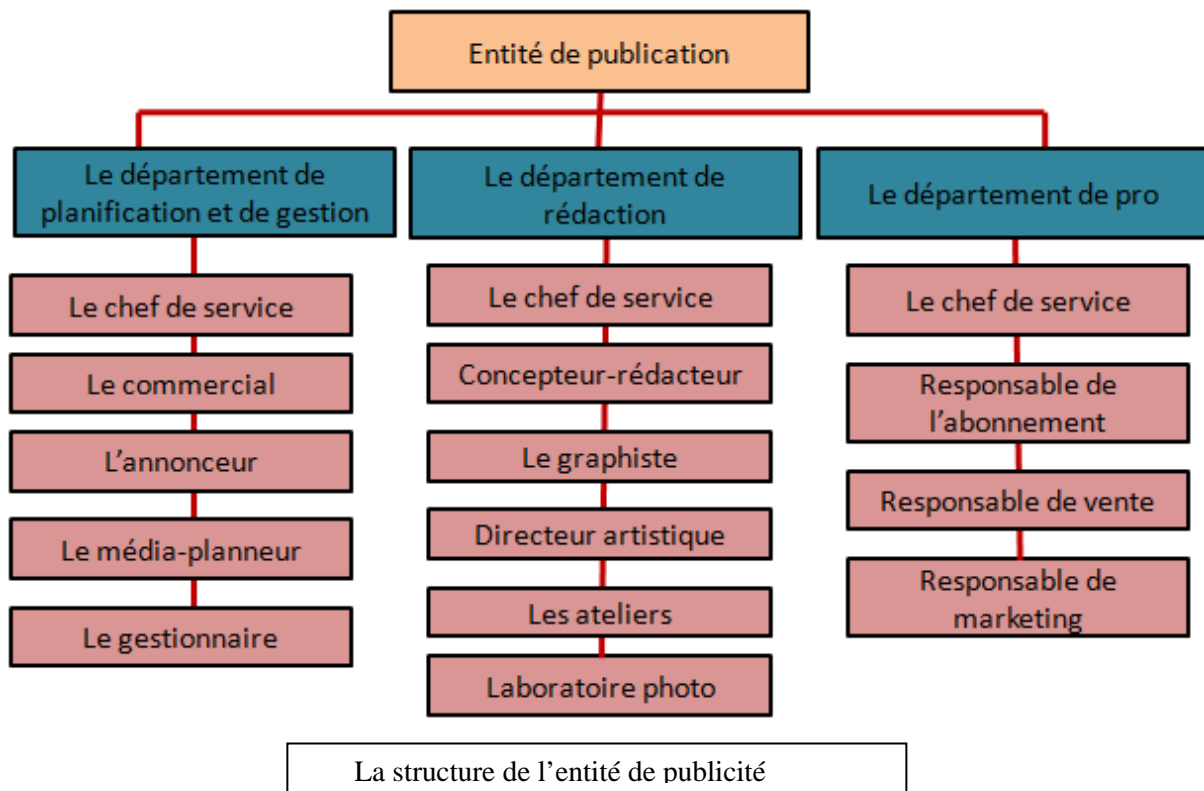 Entité de publication
Le département de
planification et de gestion
Le chef de service
Le commercial
L'annonceur
Le média-planneur
Le gestionnaire
Le département de
rédaction
Le chef de service
Concepteur-rédacteur
Le graphiste
Directeur artistique
Les ateliers
Laboratoire photo
Le département de pro
Le chef de service
Responsable de
l'abonnement
Responsable de vente
Responsable de
marketing
La structure de l'entité de publicité